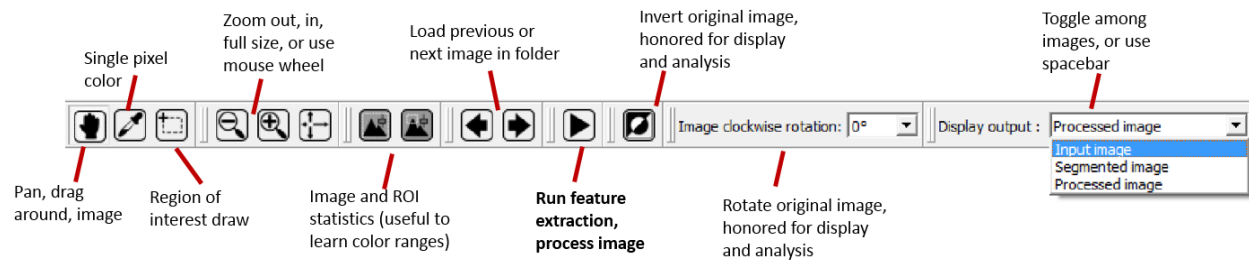 Single pixel
color
Zoom out, in,
full size, or use
mouse wheel
Load previous or
next image in folder
Invert original image,
honored for display
and analysis
Toggle among
images, or use
spacebar
Image clockwise rotation: 0°
Display output : Processed image
Input image
Segmented image
Processed image
Pan, drag
around, image
Region of
interest draw
Image and ROI
statistics (useful to
learn color ranges)
Run feature
extraction,
process image
Rotate original image,
honored for display
and analysis